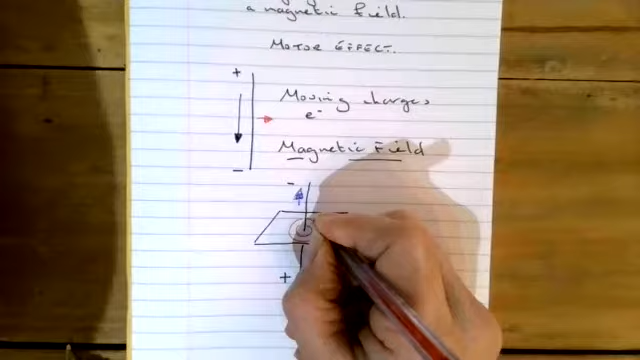 a magnetic field.
MOTOR EFFECT.
+
Moving charges
e-
-
Magnetic Field
-
+